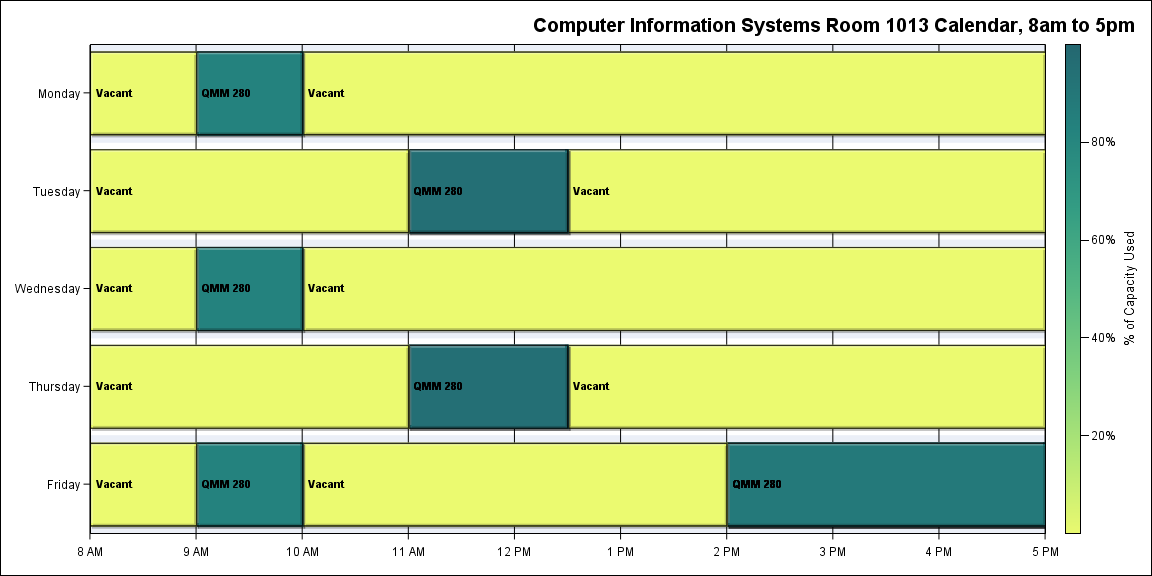 Computer Information Systems Room 1013 Calendar, 8am to 5pm
Monday
Vacant
QMM 280
Vacant
Tuesday
Vacant
QMM 280
Vacant
Wednesday
Vacant
QMM 280
Vacant
Thursday
Vacant
QMM 280
Vacant
Friday
Vacant
QMM 280
Vacant
QMM 280
8 AM
9 AM
10 AM
11 AM
12 PM
1 PM
2 PM
3 PM
4 PM
5 PM
80%
60%
40%
20%
% of Capacity Used